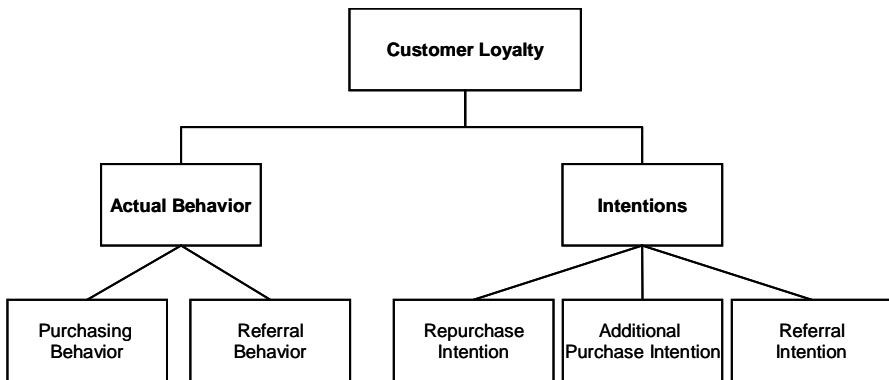 Customer Loyalty
Actual Behavior
Intentions
Purchasing
Behavior
Referral
Behavior
Repurchase
Intention
Additional
Purchase Intention
Referral
Intention